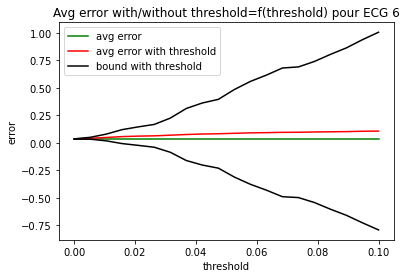 Avg error with/without threshold=f(threshold) pour ECG 6
avg error
avg error with threshold
bound with threshold
1.00
0.75
0.50
0.25
0.00
−0.25
−0.50
−0.75
error
0.00 0.02 0.04 0.06 0.08 0.10
threshold